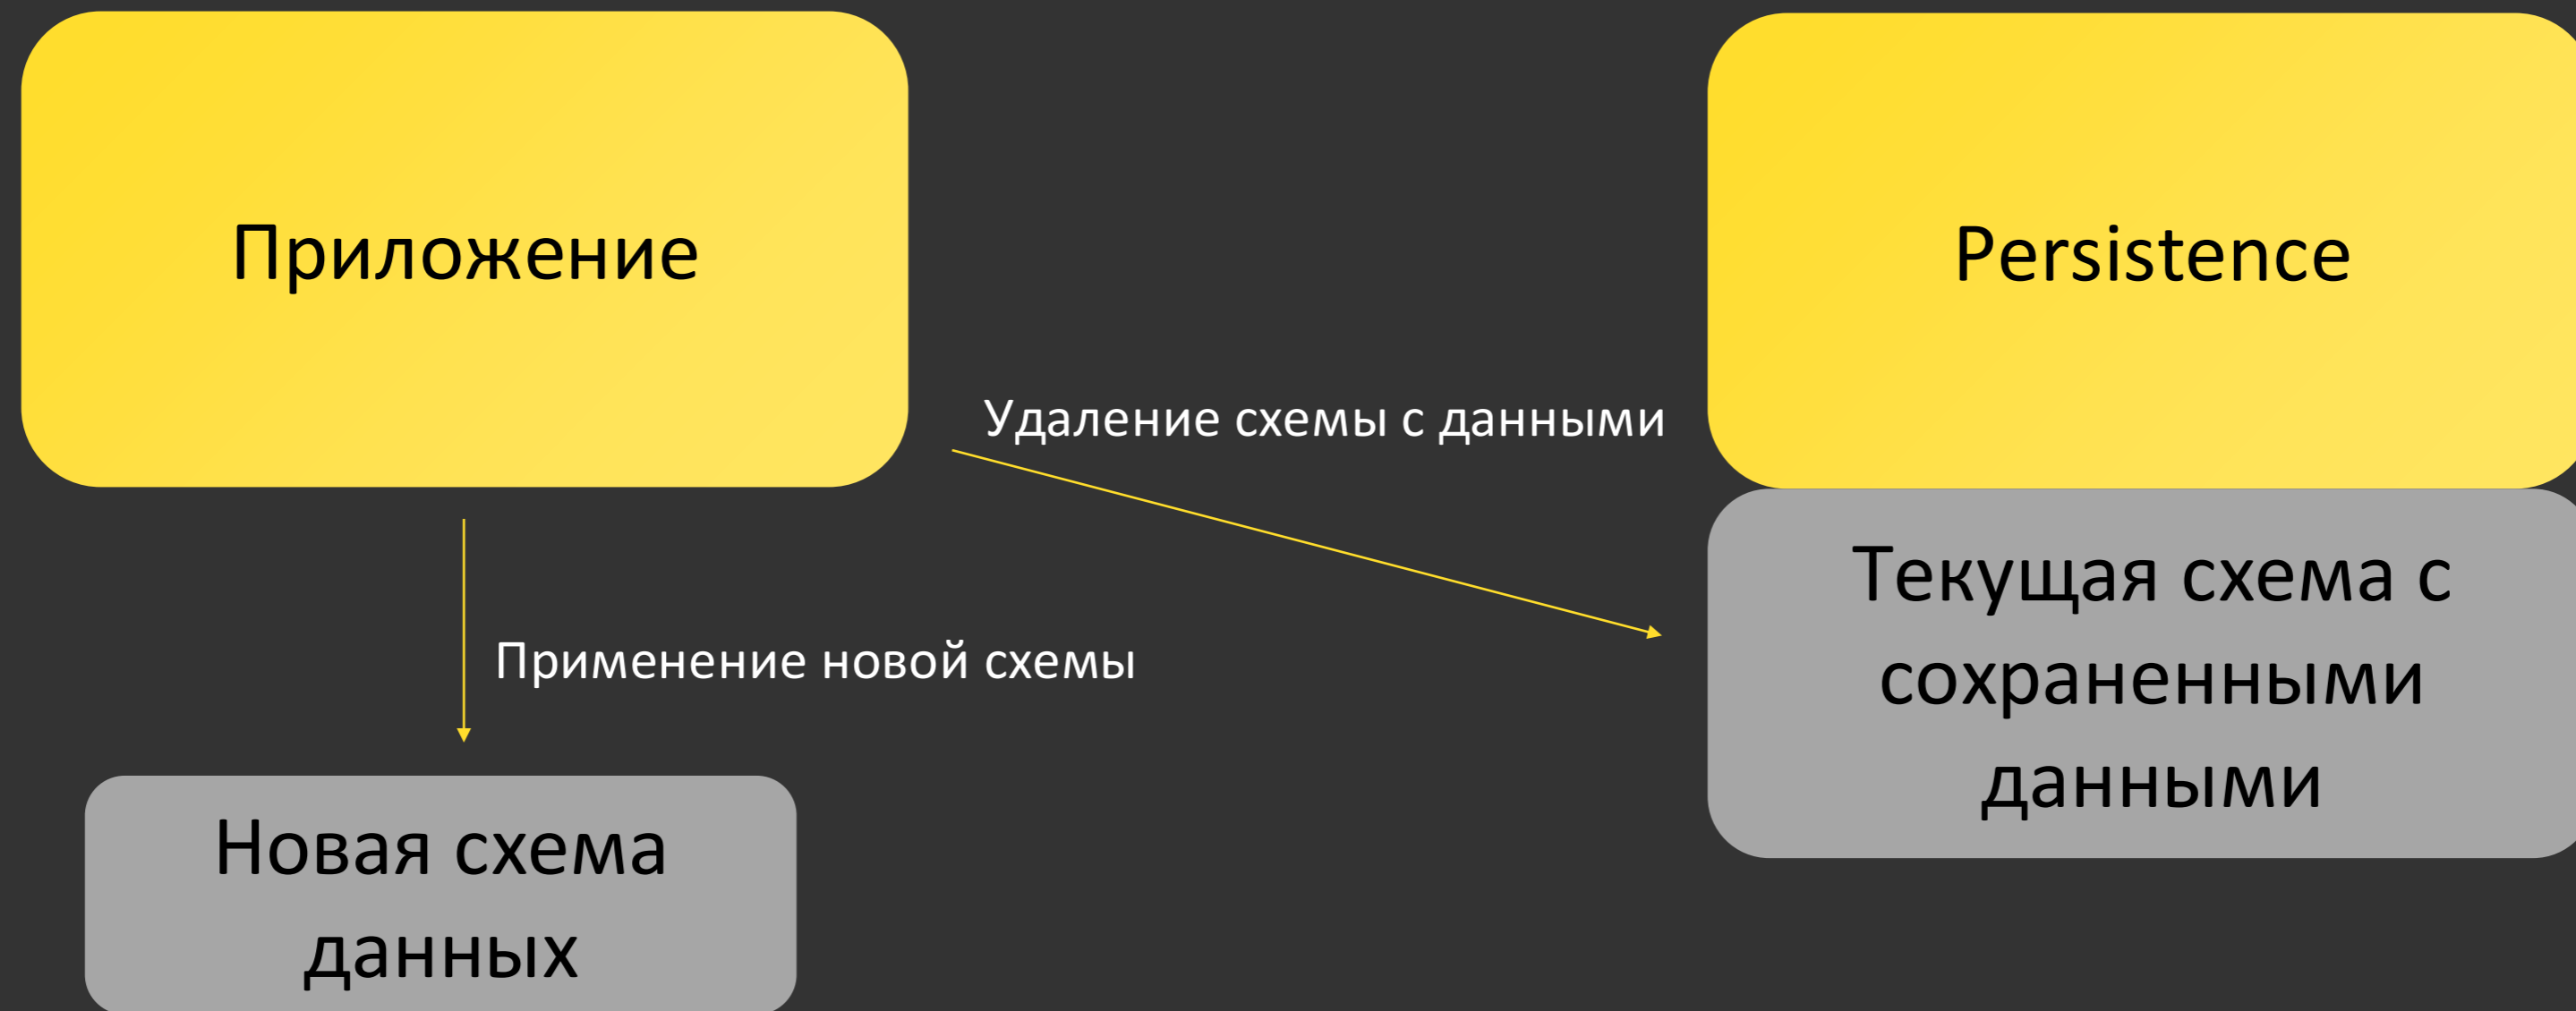 Приложение
Persistence
Удаление схемы с данными
Текущая схема с
сохраненными
данными
Применение новой схемы
Новая схема
данных